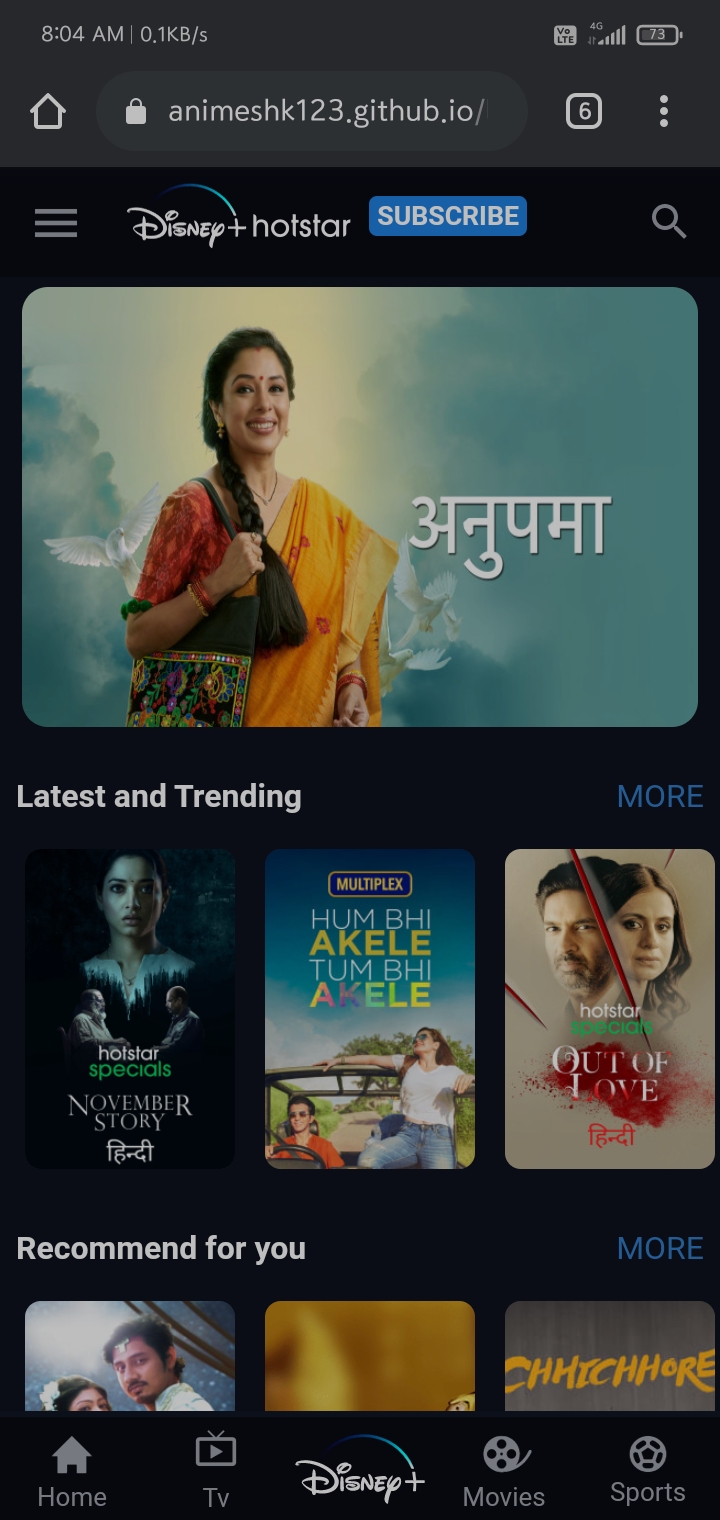 8:04 AM | 0.1KB/s
Vo LTE 4G 73
animeshk123.github.io/
6
Disney+ hotstar SUBSCRIBE
अनुपमा
Latest and Trending MORE
hotstar
specials
NOVEMBER
STORY
हिन्दी
MULTIPLEX
HUM BHI
AKELE
TUM BHI
AKELE
hotstar
specials
OUT OF
LOVE
हिन्दी
Recommend for you MORE
CHHICHHORE
Home Tv Disney+ Movies Sports